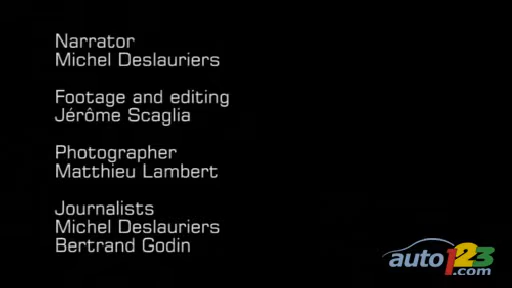 Narrator
Michel Deslauriers
Footage and editing
Jérôme Scaglia
Photographer
Matthieu Lambert
Journalists
Michel Deslauriers
Bertrand Godin
auto123
.com